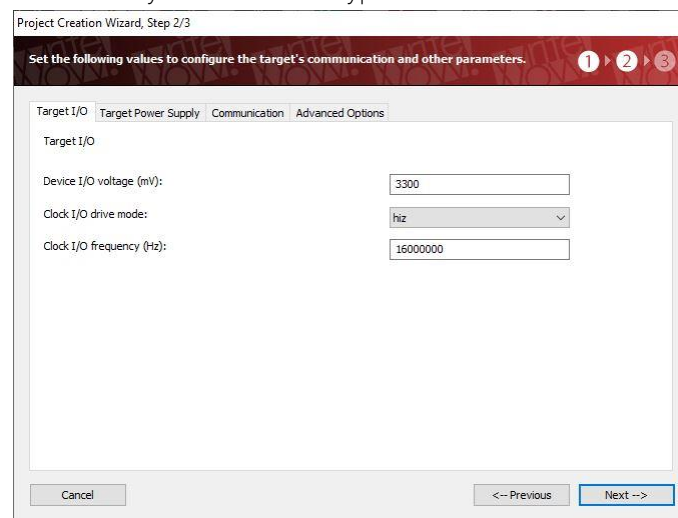 Project Creation Wizard, Step 2/3
Set the following values to configure the target's communication and other parameters.
1 2 3
Target I/O Target Power Supply Communication Advanced Options
Target I/O
Device I/O voltage (mV): 3300
Clock I/O drive mode: hiz
Clock I/O frequency (Hz): 16000000
Cancel <-- Previous Next -->